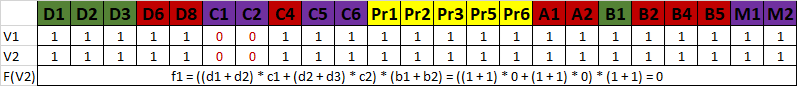 D1 D2 D3 D6 D8 C1 C2 C4 C5 C6 Pr1 Pr2 Pr3 Pr5 Pr6 A1 A2 B1 B2 B4 B5 M1 M2
V1 1 1 1 1 1 0 0 1 1 1 1 1 1 1 1 1 1 1 1 1 1 1 1
V2 1 1 1 1 1 0 0 1 1 1 1 1 1 1 1 1 1 1 1 1 1 1 1
F(V2) f1 = ((d1 + d2) * c1 + (d2 + d3) * c2) * (b1 + b2) = ((1 + 1) * 0 + (1 + 1) * 0) * (1 + 1) = 0